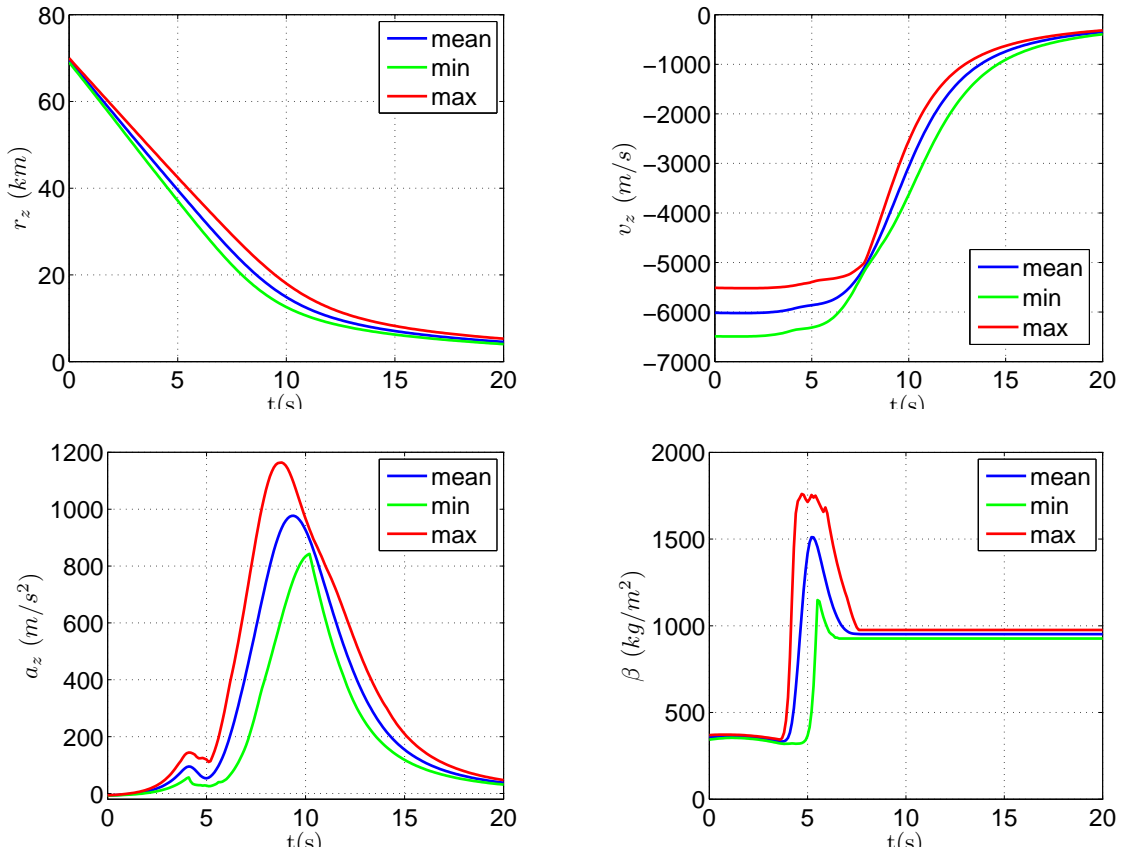 80
60
40
20
0
r_z (km)
0 5 10 15 20
t(s)
mean
min
max
0
−1000
−2000
−3000
−4000
−5000
−6000
−7000
v_z (m/s)
0 5 10 15 20
t(s)
mean
min
max
1200
1000
800
600
400
200
0
a_z (m/s²)
0 5 10 15 20
t(s)
mean
min
max
2000
1500
1000
500
0
β (kg/m²)
0 5 10 15 20
t(s)
mean
min
max